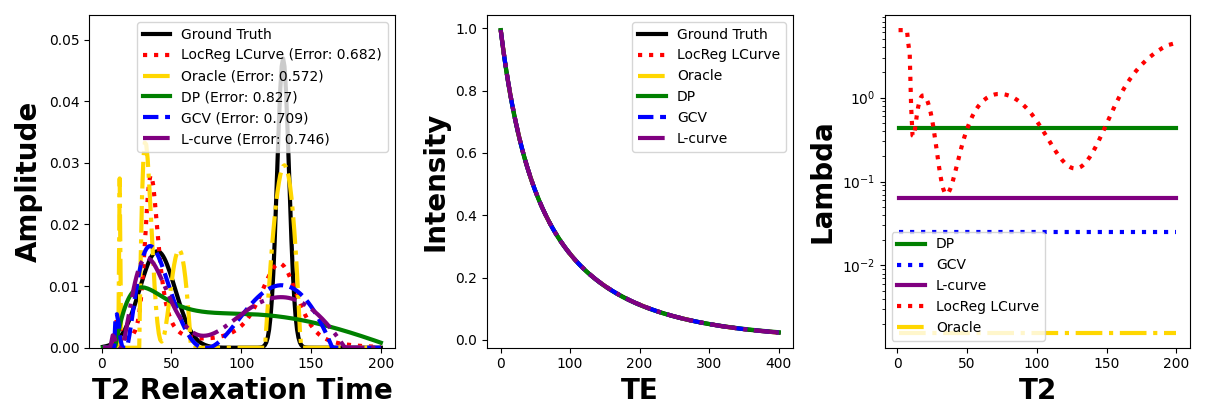 Amplitude
0.05
0.04
0.03
0.02
0.01
0.00
0
50
100
150
200
T2 Relaxation Time
Ground Truth
LocReg LCurve (Error: 0.682)
Oracle (Error: 0.572)
DP (Error: 0.827)
GCV (Error: 0.709)
L-curve (Error: 0.746)
Intensity
1.0
0.8
0.6
0.4
0.2
0.0
0
100
200
300
400
TE
Ground Truth
LocReg LCurve
Oracle
DP
GCV
L-curve
Lambda
10⁰
10⁻¹
10⁻²
0
50
100
150
200
T2
DP
GCV
L-curve
LocReg LCurve
Oracle